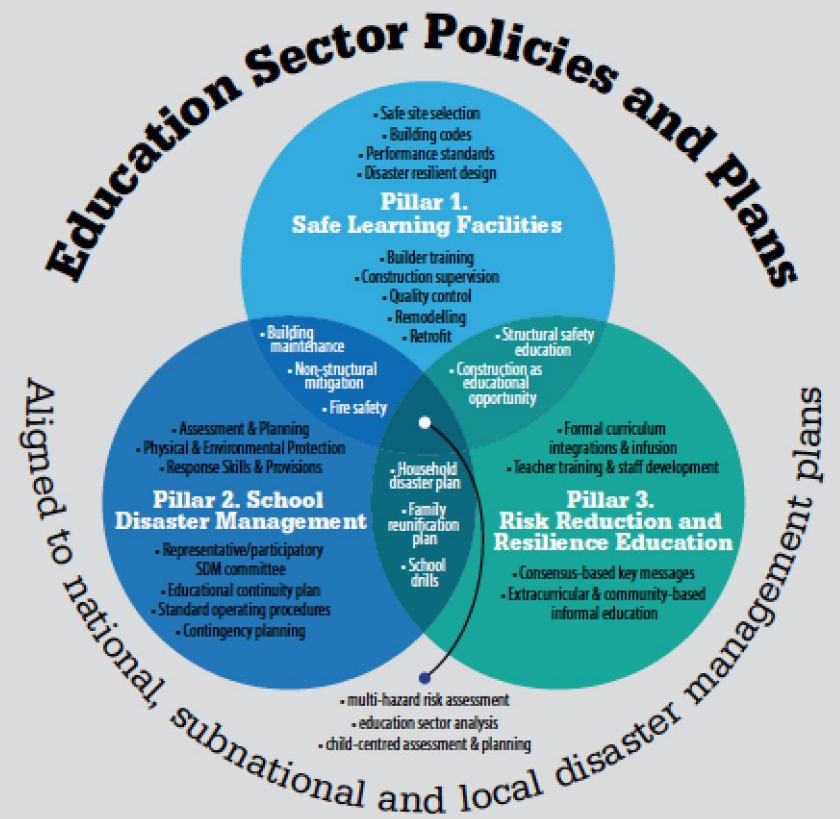 Education Sector Policies and Plans
• Safe site selection
• Building codes
• Performance standards
• Disaster resilient design
Pillar 1.
Safe Learning Facilities
• Builder training
• Construction supervision
• Quality control
• Remodelling
• Retrofit
• Building
maintenance
• Non-structural
mitigation
• Fire safety
• Structural safety
education
• Construction as
educational
opportunity
• Assessment & Planning
• Physical & Environmental Protection
• Response Skills & Provisions
Pillar 2. School
Disaster Management
• Representative/participatory
SDM committee
• Educational continuity plan
• Standard operating procedures
• Contingency planning
• Household
disaster plan
• Family
reunification
plan
• School
drills
• Formal curriculum
integrations & infusion
• Teacher training & staff development
Pillar 3.
Risk Reduction and
Resilience Education
• Consensus-based key messages
• Extracurricular & community-based
informal education
• multi-hazard risk assessment
• education sector analysis
• child-centred assessment & planning
Aligned to national, subnational and local disaster management plans